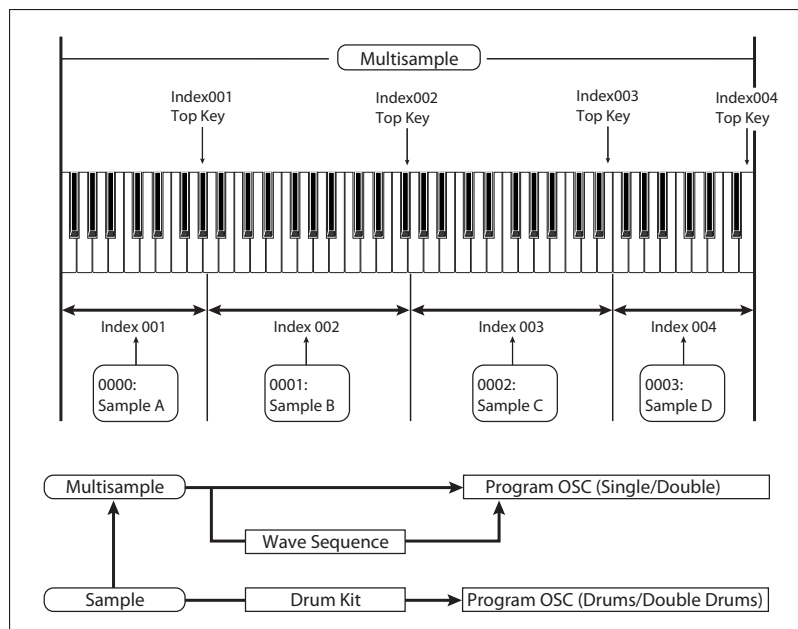 Multisample
Index001
Top Key
Index002
Top Key
Index003
Top Key
Index004
Top Key
Index 001
Index 002
Index 003
Index 004
0000:
Sample A
0001:
Sample B
0002:
Sample C
0003:
Sample D
Multisample
Program OSC (Single/Double)
Wave Sequence
Sample
Drum Kit
Program OSC (Drums/Double Drums)